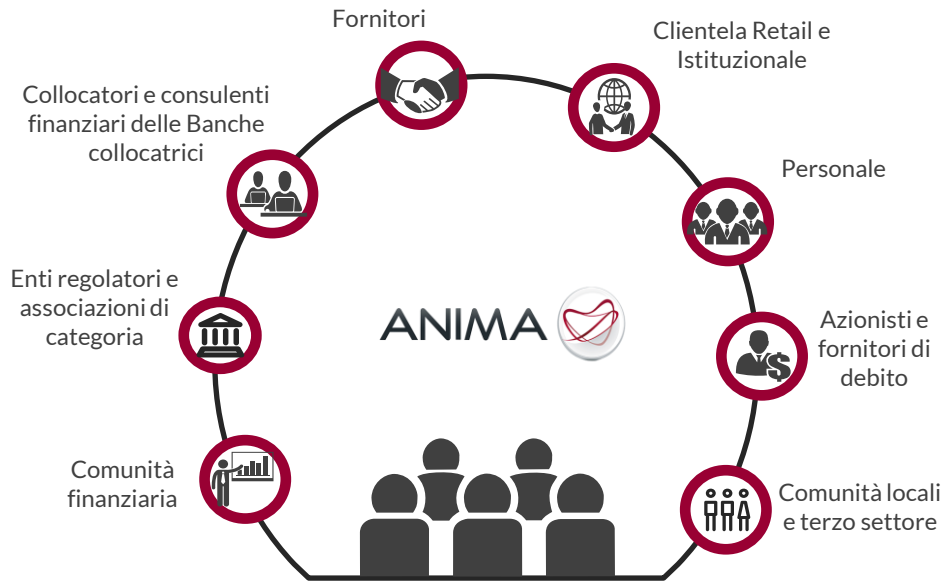 Fornitori
Clientela Retail e
Istituzionale
Collocatori e consulenti
finanziari delle Banche
collocatrici
Personale
Enti regolatori e
associazioni di
categoria
ANIMA
Azionisti e
fornitori di
debito
$
Comunità
finanziaria
Comunità locali
e terzo settore